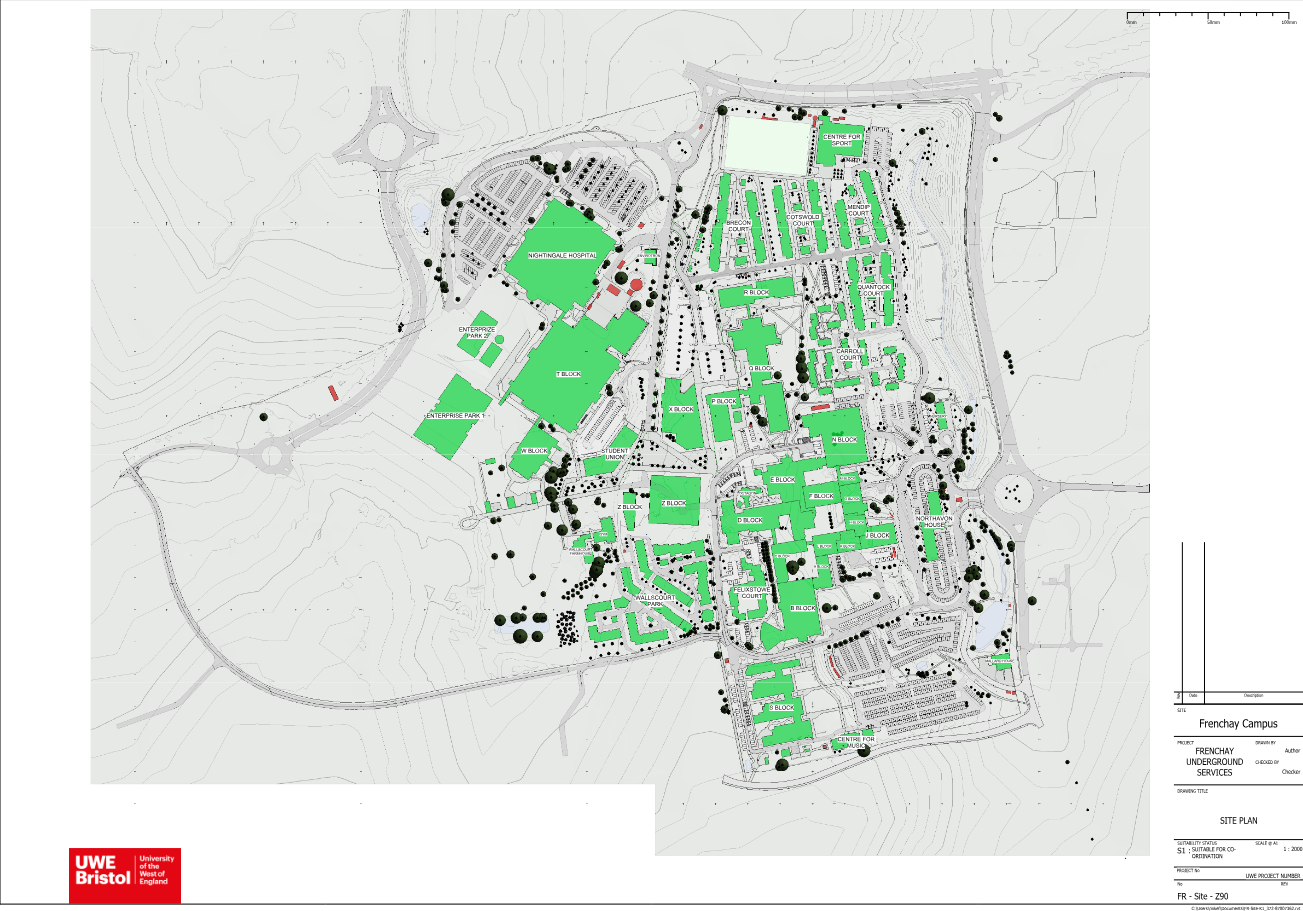 0mm
50mm
100mm
CENTRE FOR
SPORT
MENDIP
COURT
COTSWOLD
COURT
BRECON
COURT
NIGHTINGALE HOSPITAL
QUANTOCK
COURT
R BLOCK
ENTERPRIZE
PARK 2
CARROLL
COURT
Q BLOCK
T BLOCK
P BLOCK
X BLOCK
ENTERPRISE PARK 1
N BLOCK
W BLOCK
STUDENT
UNION
E BLOCK
F BLOCK
Z BLOCK
Z BLOCK
D BLOCK
NORTHAVON
HOUSE
J BLOCK
FELIXSTOWE
COURT
WALLSCOURT
PARK
B BLOCK
S BLOCK
CENTRE FOR
MUSIC
Date
Description
SITE
Frenchay Campus
PROJECT
FRENCHAY
UNDERGROUND
SERVICES
DRAWN BY
Author
CHECKED BY
Checker
DRAWING TITLE
SITE PLAN
SUITABILITY STATUS
S1 : SUITABLE FOR CO-
ORDINATION
SCALE @ A1
1 : 2000
PROJECT No
UWE PROJECT NUMBER
No
REV
FR - Site - Z90
UWE
Bristol
University
of the
West of
England